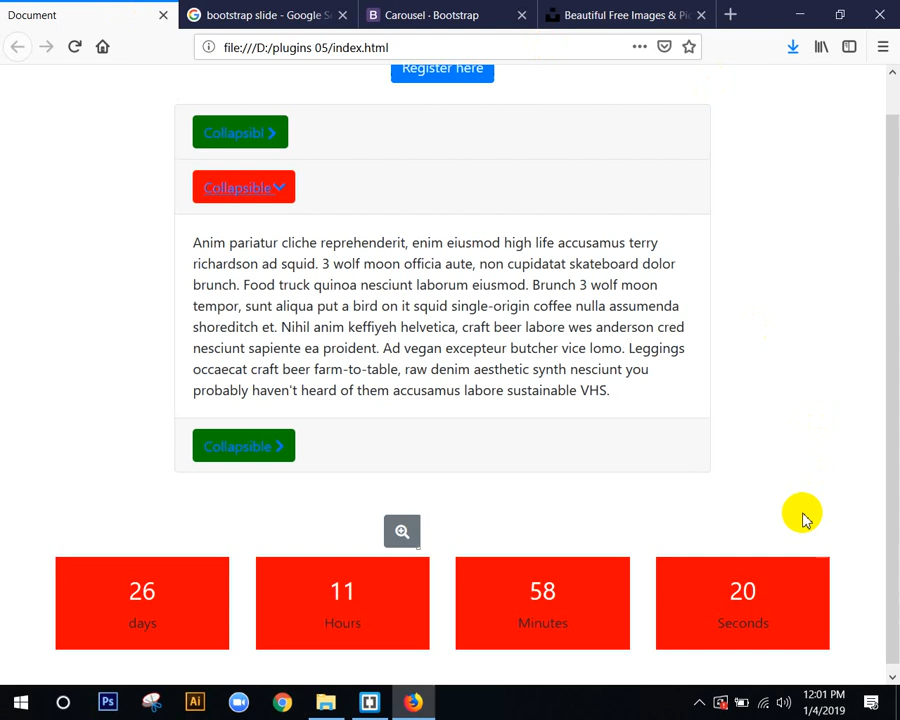 Document
bootstrap slide - Google S
Carousel · Bootstrap
Beautiful Free Images & Pic
file:///D:/plugins 05/index.html
Register here
Collapsibl
Collapsible
Anim pariatur cliche reprehenderit, enim eiusmod high life accusamus terry
richardson ad squid. 3 wolf moon officia aute, non cupidatat skateboard dolor
brunch. Food truck quinoa nesciunt laborum eiusmod. Brunch 3 wolf moon
tempor, sunt aliqua put a bird on it squid single-origin coffee nulla assumenda
shoreditch et. Nihil anim keffiyeh helvetica, craft beer labore wes anderson cred
nesciunt sapiente ea proident. Ad vegan excepteur butcher vice lomo. Leggings
occaecat craft beer farm-to-table, raw denim aesthetic synth nesciunt you
probably haven't heard of them accusamus labore sustainable VHS.
Collapsible
26 11 58 20
days Hours Minutes Seconds
Ps Ai
12:01 PM
1/4/2019